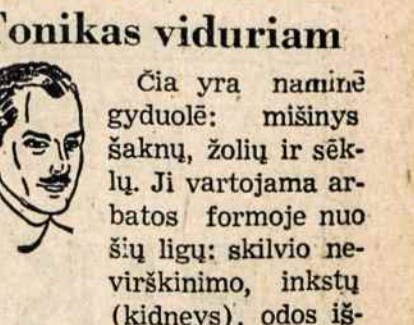 Tonikas viduriam
Čia yra naminė
gyduolė: mišinys
šaknų, žolių ir sėk-
lų. Ji vartojama ar-
batos formoje nuo
šių ligų: skilvio ne-
virškinimo, inkstų
(kidneys), odos iš-